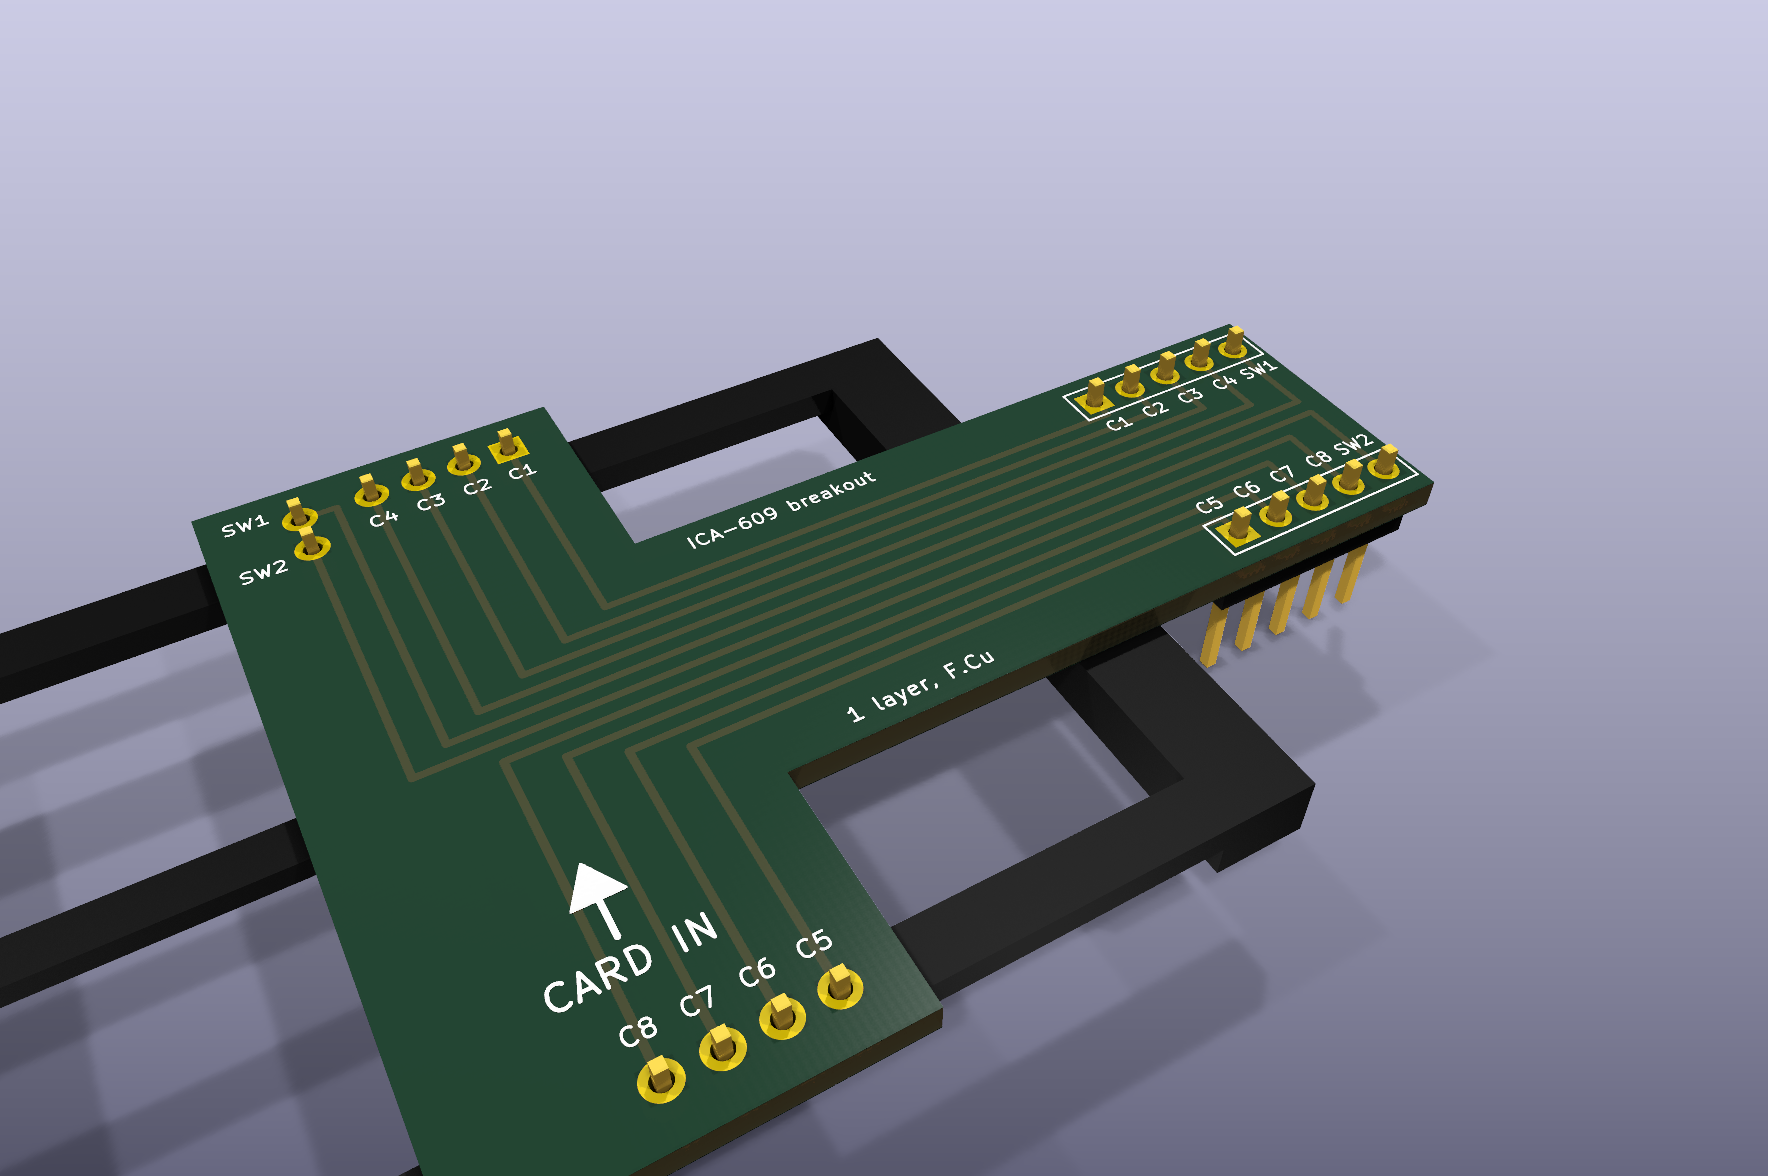 C1 C2 C3 C4 SW1
C5 C6 C7 C8 SW2
SW1 C4 C3 C2 C1
SW2
ICA-609 breakout
1 layer, F.Cu
CARD IN
C8 C7 C6 C5